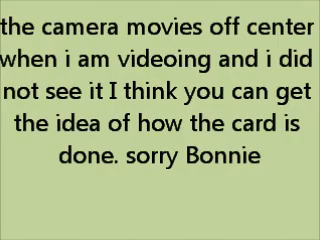 the camera movies off center
when i am videoing and i did
not see it I think you can get
the idea of how the card is
done. sorry Bonnie